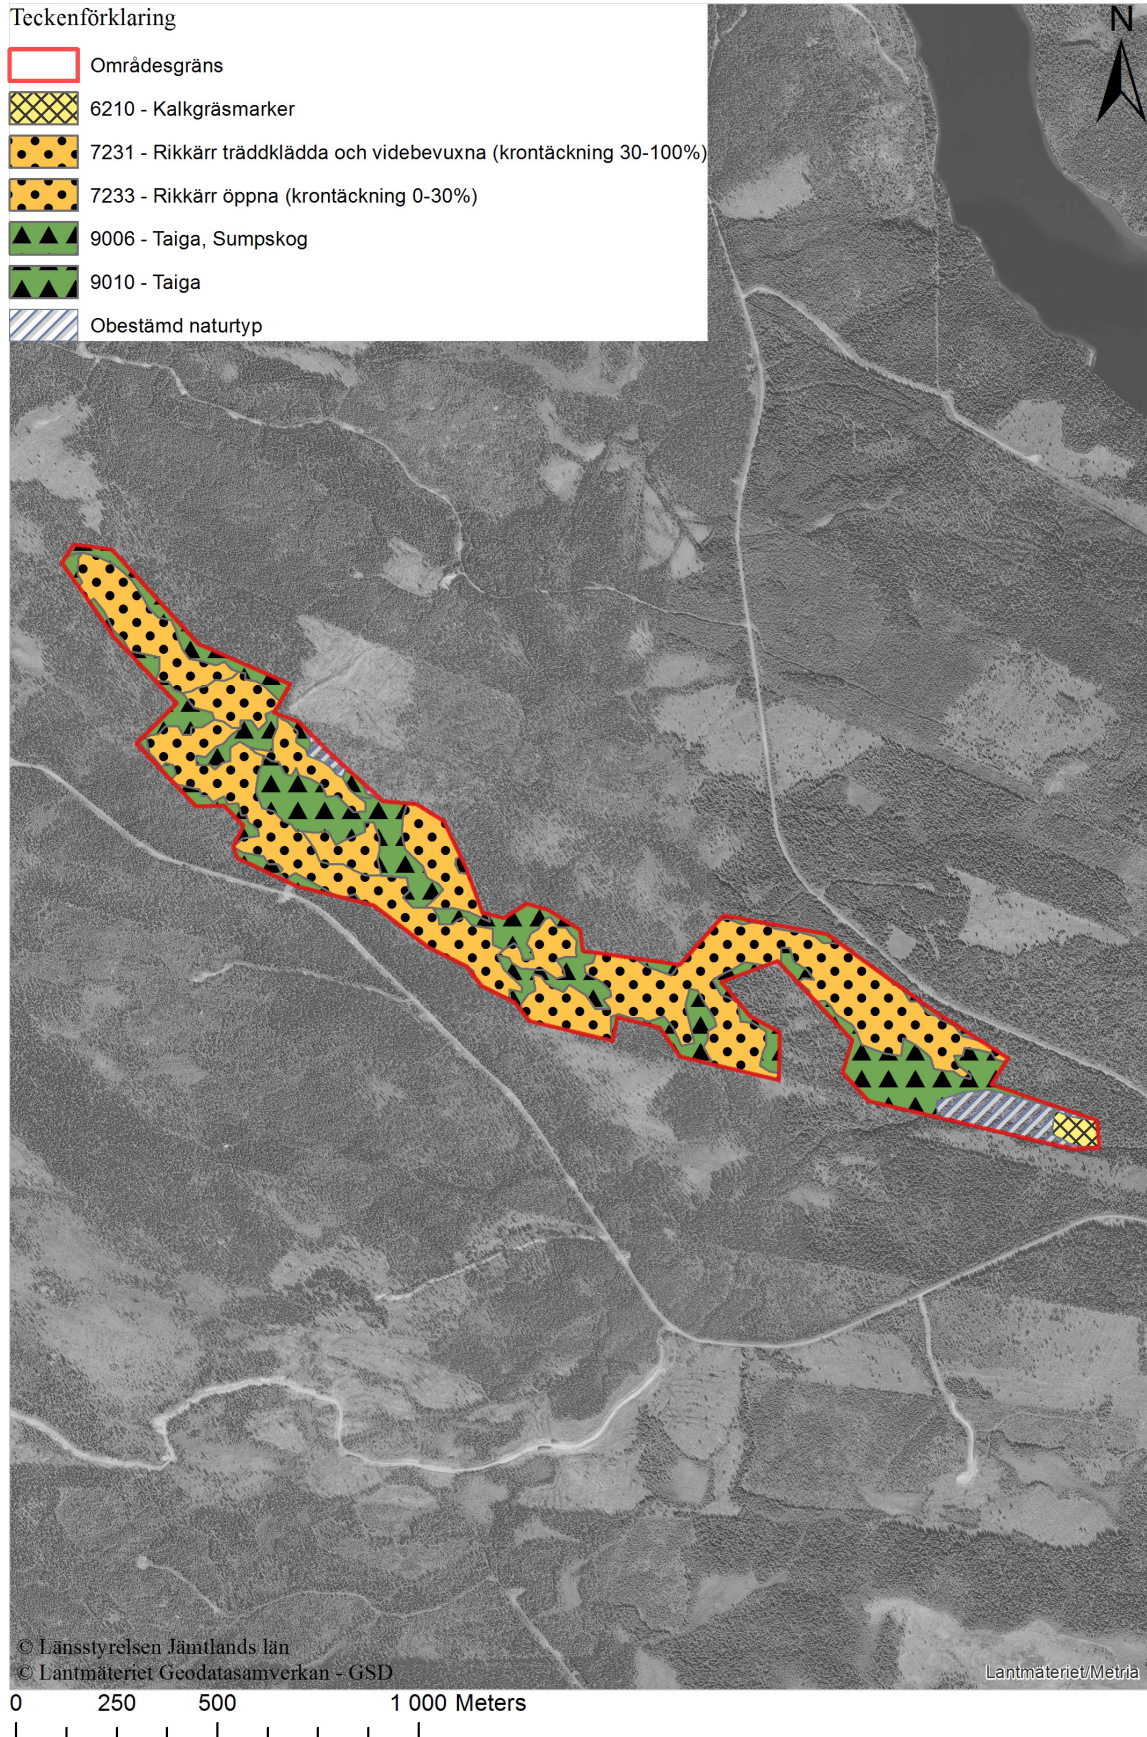 Teckenförklaring
N
Områdesgräns
6210 - Kalkgräsmarker
7231 - Rikkärr träddklädda och videbevuxna (krontäckning 30-100%)
7233 - Rikkärr öppna (krontäckning 0-30%)
9006 - Taiga, Sumpskog
9010 - Taiga
Obestämd naturtyp
© Länsstyrelsen Jämtlands län
© Lantmäteriet Geodatasamverkan - GSD
Lantmäteriet/Metria
0 250 500 1 000 Meters